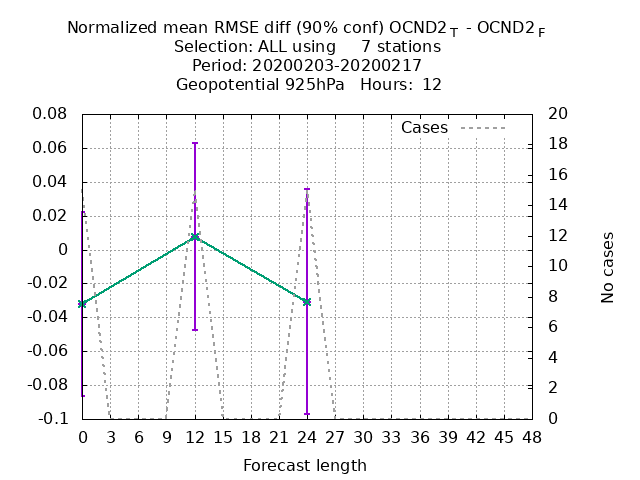 Normalized mean RMSE diff (90% conf) OCND2 T - OCND2 F
Selection: ALL using 7 stations
Period: 20200203-20200217
Geopotential 925hPa Hours: 12
Cases
0.08
0.06
0.04
0.02
0
-0.02
-0.04
-0.06
-0.08
-0.1
20
18
16
14
12
10
8
6
4
2
0
No cases
0 3 6 9 12 15 18 21 24 27 30 33 36 39 42 45 48
Forecast length